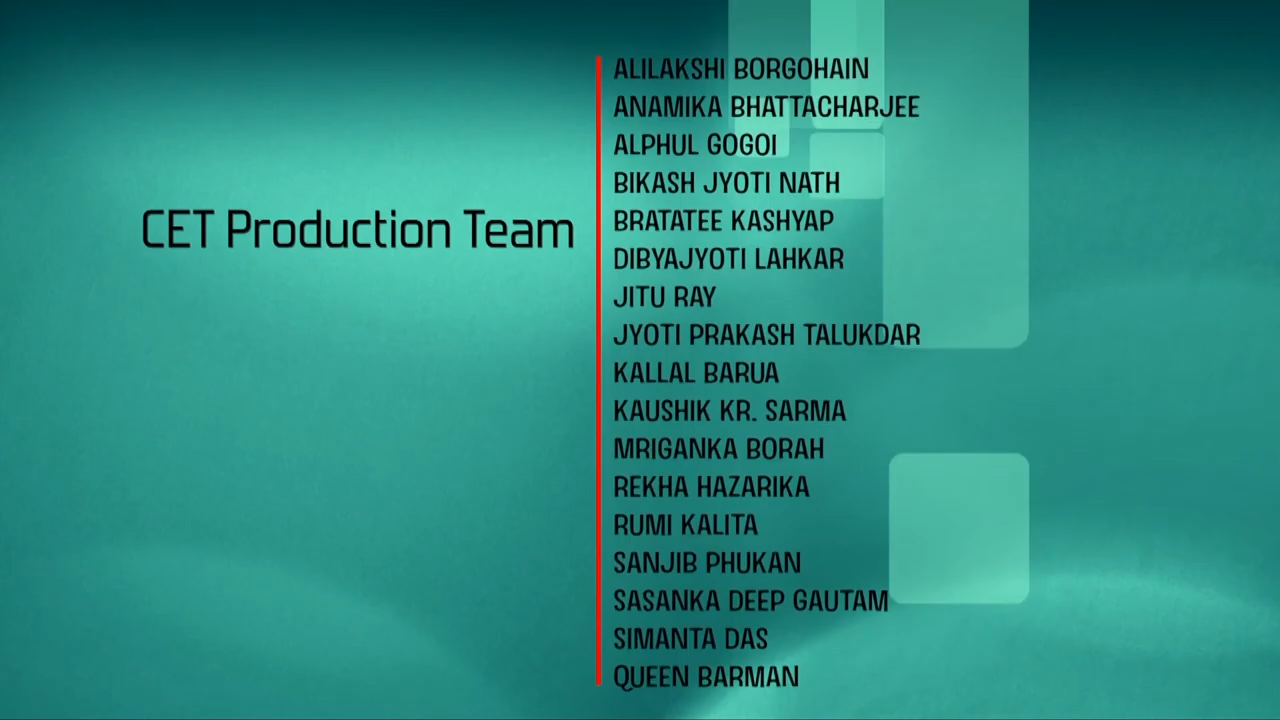 CET Production Team
ALILAKSHI BORGOHAIN
ANAMIKA BHATTACHARJEE
ALPHUL GOGOI
BIKASH JYOTI NATH
BRATATEE KASHYAP
DIBYAJYOTI LAHKAR
JITU RAY
JYOTI PRAKASH TALUKDAR
KALLAL BARUA
KAUSHIK KR. SARMA
MRIGANKA BORAH
REKHA HAZARIKA
RUMI KALITA
SANJIB PHUKAN
SASANKA DEEP GAUTAM
SIMANTA DAS
QUEEN BARMAN